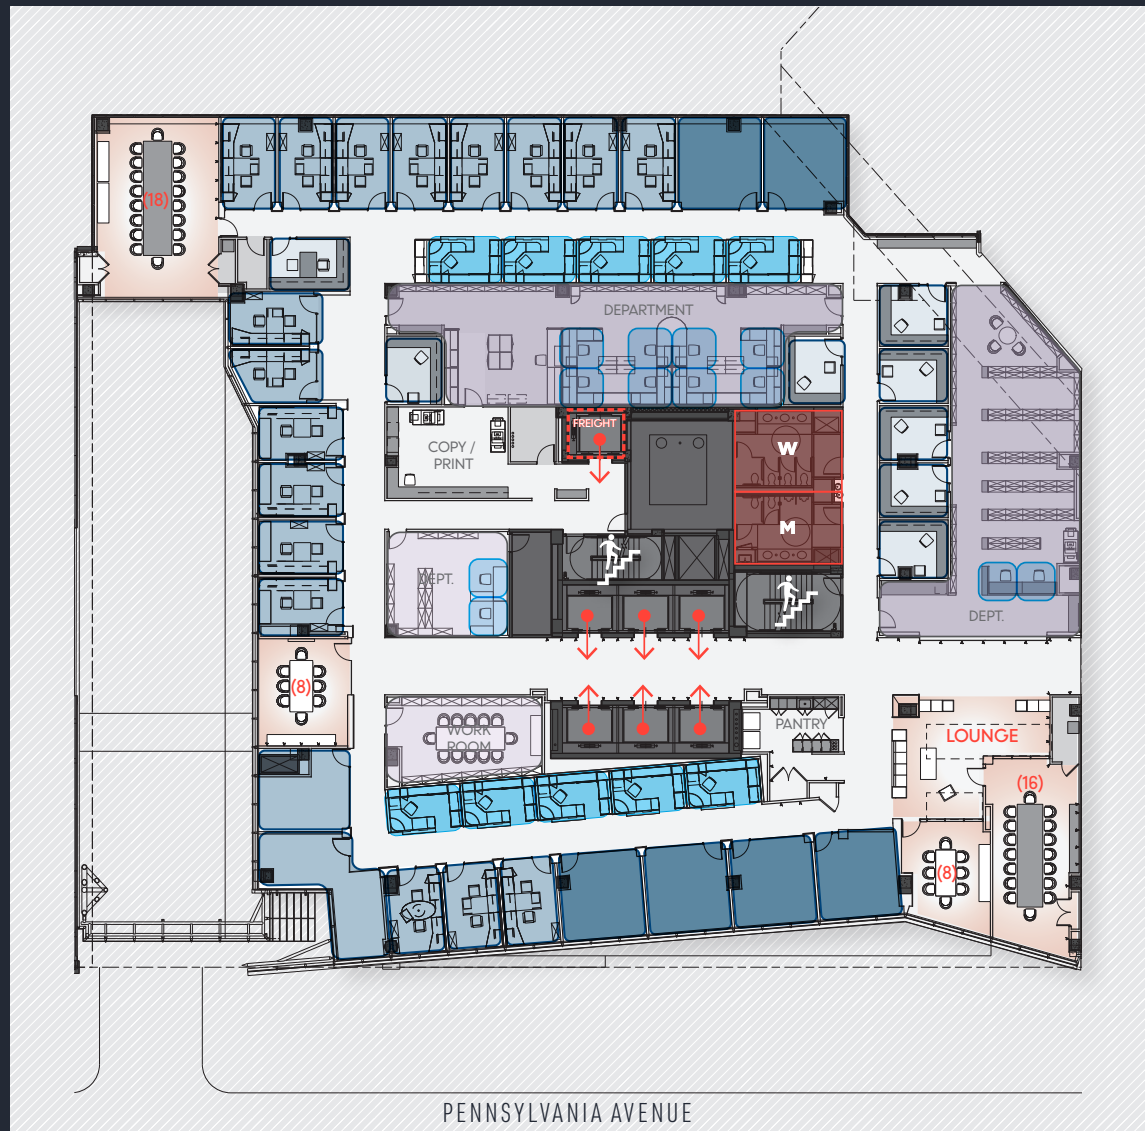 (18)
DEPARTMENT
FREIGHT
COPY /
PRINT
W
M
DEPT.
DEPT.
(8)
WORK
ROOM
PANTRY
LOUNGE
(16)
(8)
PENNSYLVANIA AVENUE